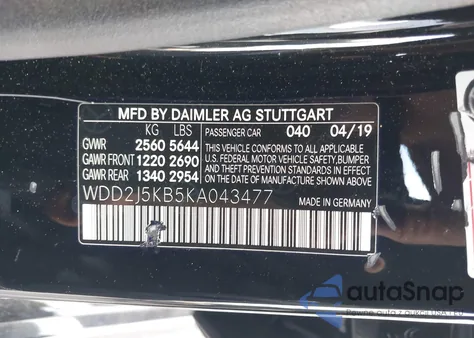 MFD BY DAIMLER AG STUTTGART
KG LBS PASSENGER CAR 040 04/19
GVWR 2560 5644 THIS VEHICLE CONFORMS TO ALL APPLICABLE
GAWR FRONT 1220 2690 U.S. FEDERAL MOTOR VEHICLE SAFETY,BUMPER
GAWR REAR 1340 2954 AND THEFT PREVENTION STANDARDS IN EFFECT
ON THE DATE OF MANUFACTURE SHOWN ABOVE.
WDD2J5KB5KA043477 MADE IN GERMANY
autoSnap